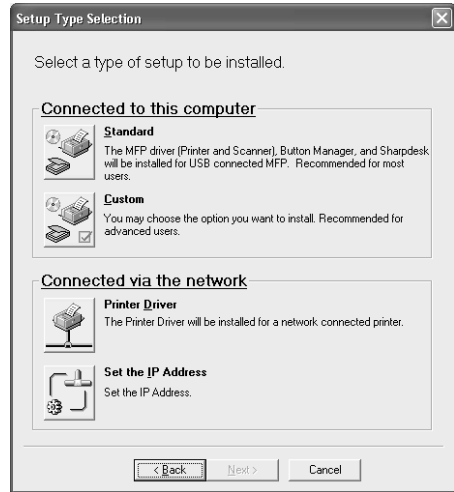 Setup Type Selection
Select a type of setup to be installed.
Connected to this computer
Standard
The MFP driver (Printer and Scanner), Button Manager, and Sharpdesk
will be installed for USB connected MFP. Recommended for most
users.
Custom
You may choose the option you want to install. Recommended for
advanced users.
Connected via the network
Printer Driver
The Printer Driver will be installed for a network connected printer.
Set the IP Address
Set the IP Address.
< Back
Next >
Cancel